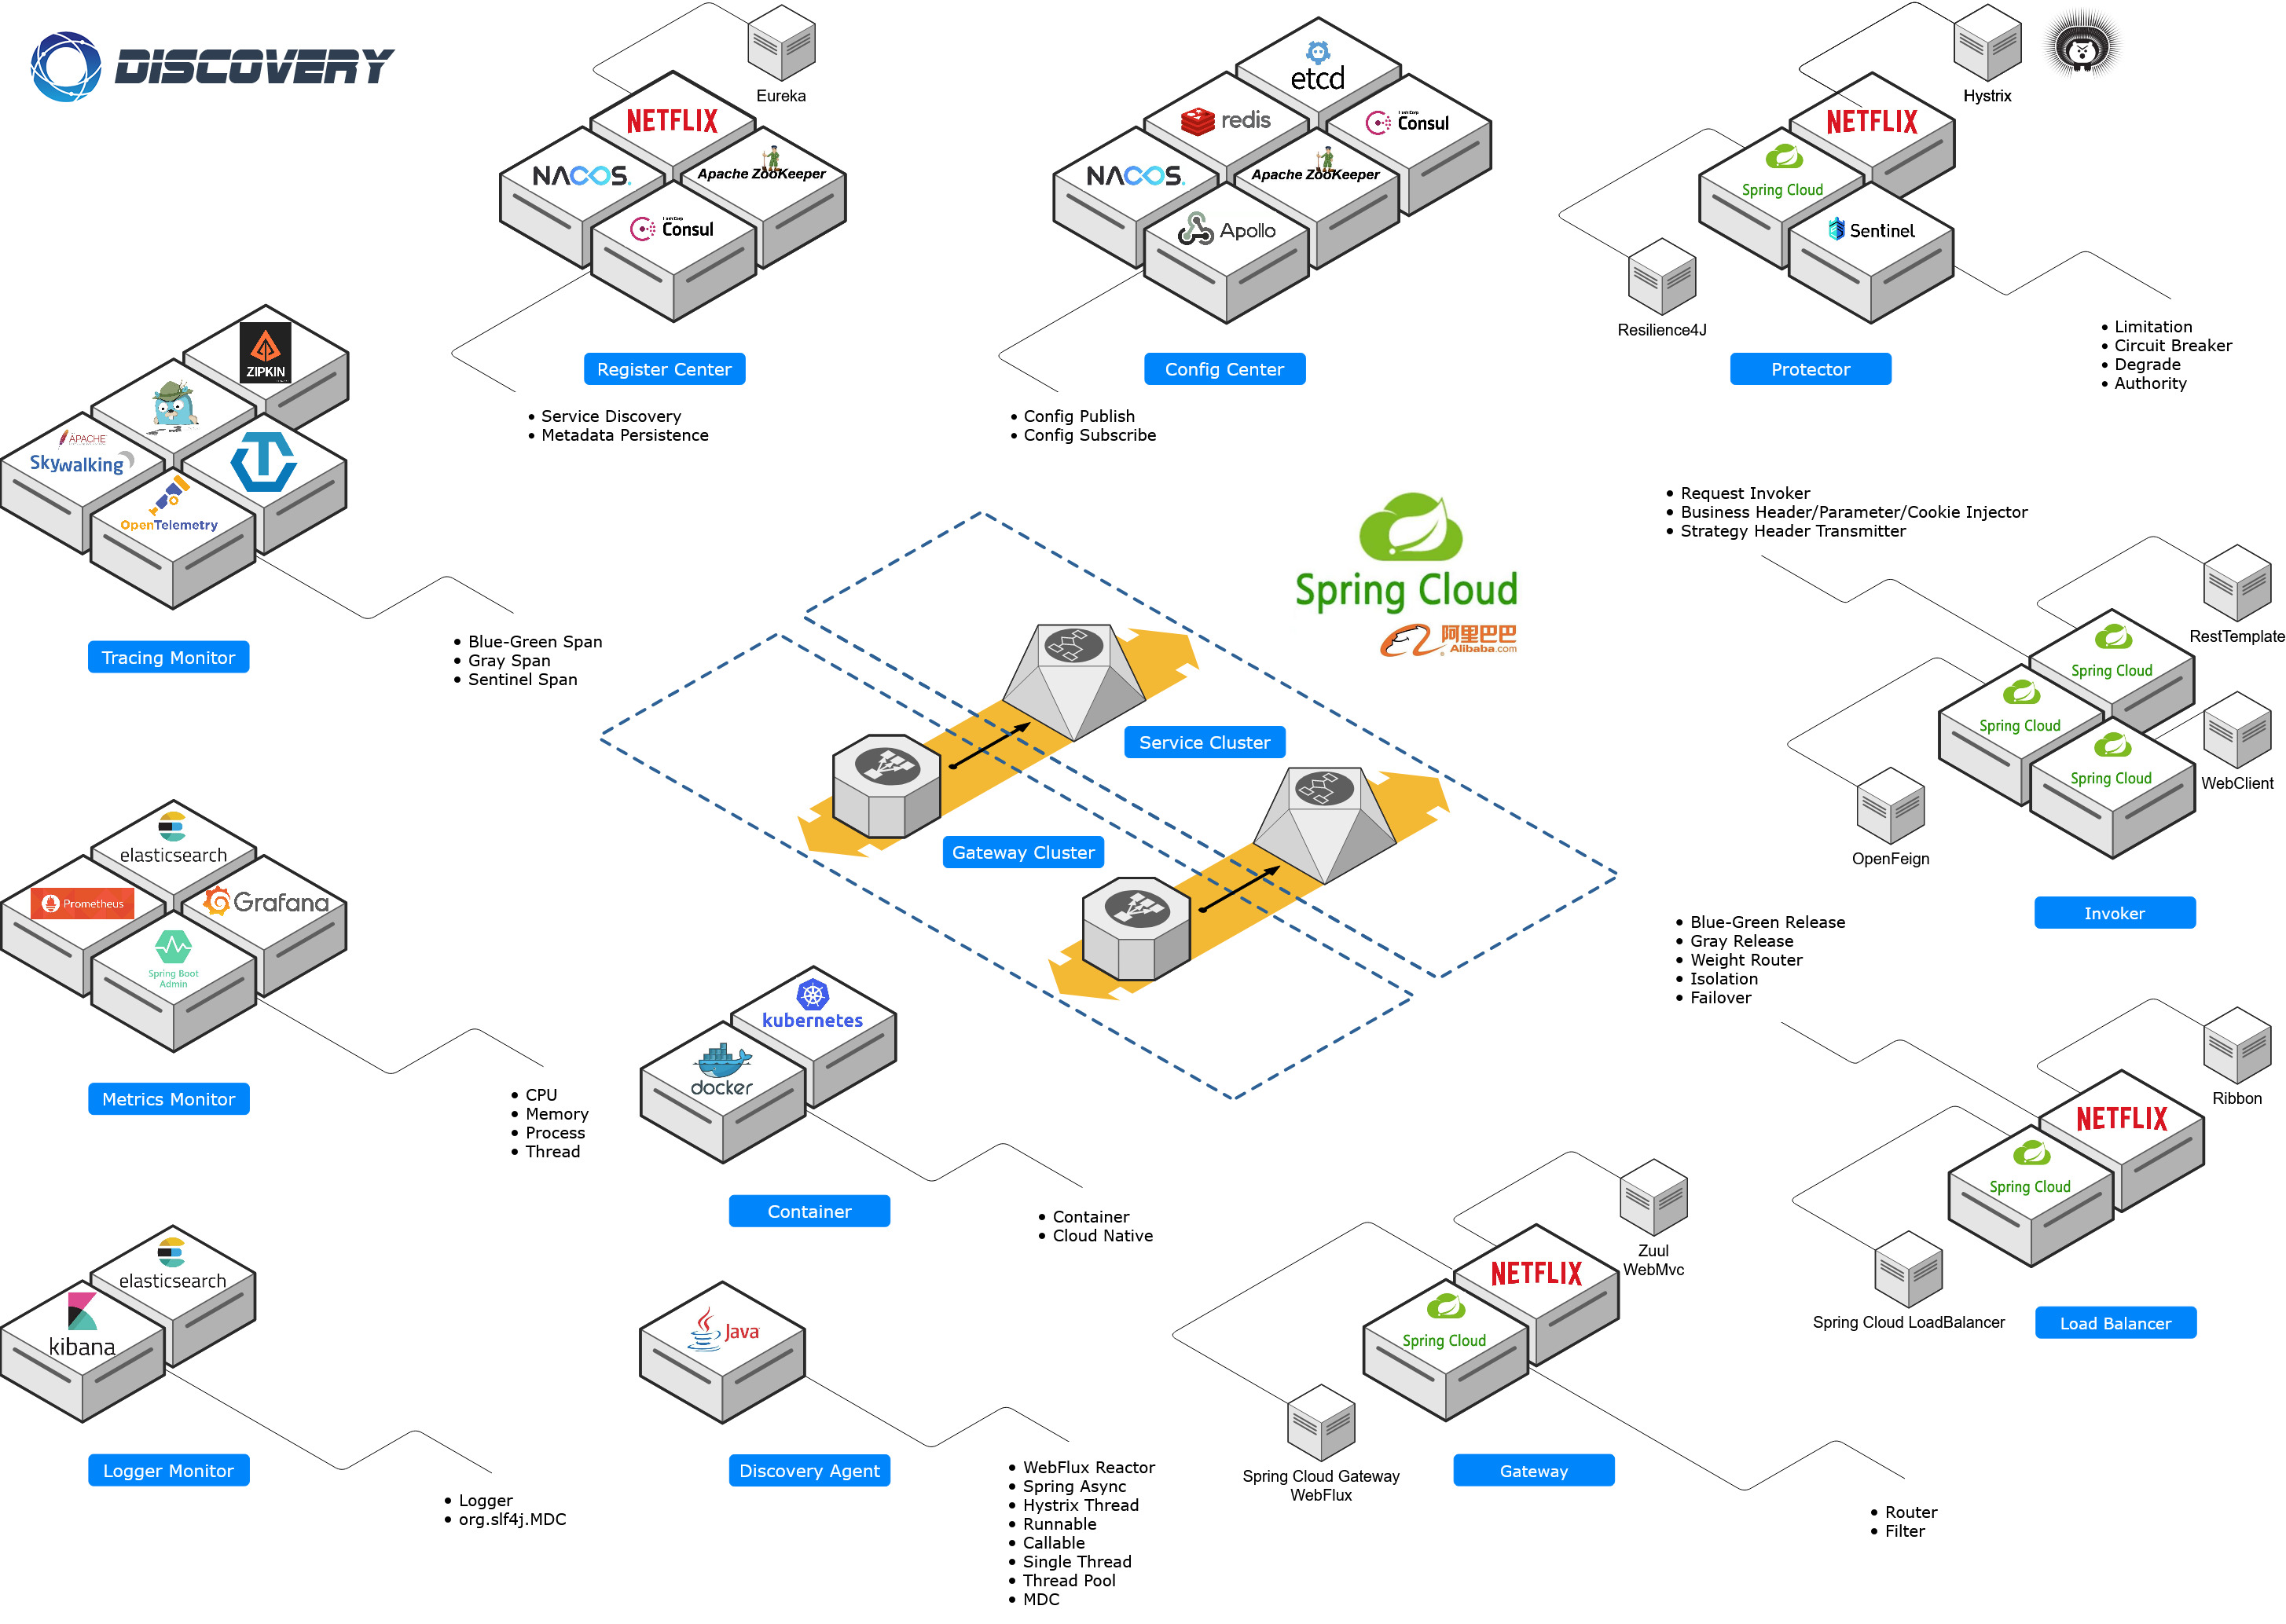 DISCOVERY
Eureka
NETFLIX
NACOS.
Apache ZooKeeper
Consul
Register Center
Service Discovery
Metadata Persistence
etcd
redis
Consul
NACOS.
Apache ZooKeeper
Apollo
Config Center
Config Publish
Config Subscribe
Hystrix
NETFLIX
Spring Cloud
Sentinel
Resilience4J
Protector
Limitation
Circuit Breaker
Degrade
Authority
ZIPKIN
APACHE
Skywalking
OpenTelemetry
Tracing Monitor
Blue-Green Span
Gray Span
Sentinel Span
Spring Cloud
阿里巴巴
Alibaba.com
Service Cluster
Gateway Cluster
Request Invoker
Business Header/Parameter/Cookie Injector
Strategy Header Transmitter
RestTemplate
Spring Cloud
Spring Cloud
Spring Cloud
WebClient
OpenFeign
Invoker
elasticsearch
Prometheus
Grafana
Spring Boot
Admin
Metrics Monitor
CPU
Memory
Process
Thread
kubernetes
docker
Container
Container
Cloud Native
Blue-Green Release
Gray Release
Weight Router
Isolation
Failover
Ribbon
NETFLIX
Spring Cloud
Spring Cloud LoadBalancer
Load Balancer
elasticsearch
kibana
Logger Monitor
Logger
org.slf4j.MDC
Java
Discovery Agent
WebFlux Reactor
Spring Async
Hystrix Thread
Runnable
Callable
Single Thread
Thread Pool
MDC
Zuul
WebMvc
NETFLIX
Spring Cloud
Spring Cloud Gateway
WebFlux
Gateway
Router
Filter